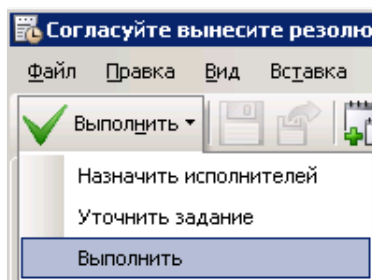 Согласуйте вынесите резолю
Файл Правка Вид Вставка
Выполнить
Назначить исполнителей
Уточнить задание
Выполнить